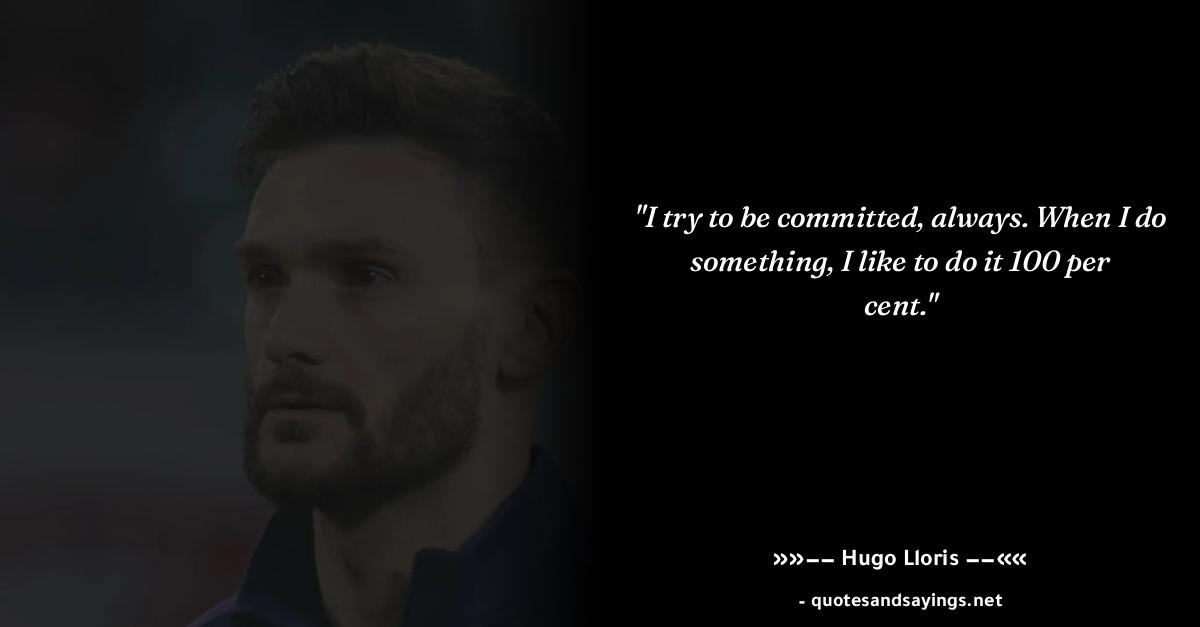 "I try to be committed, always. When I do
something, I like to do it 100 per
cent."
»»−− Hugo Lloris −−««
- quotesandsayings.net